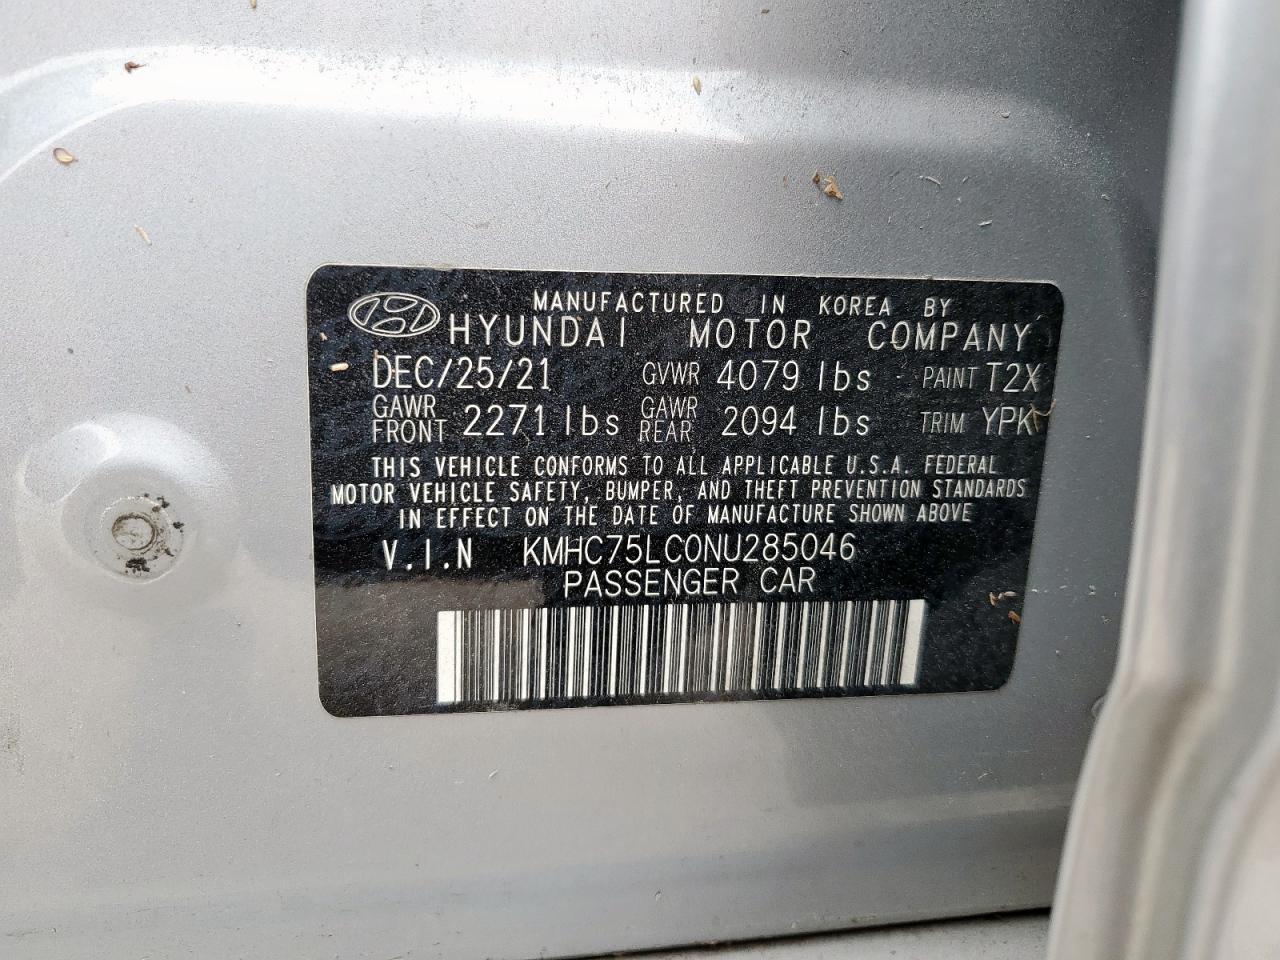 MANUFACTURED IN KOREA BY
HYUNDAI MOTOR COMPANY
DEC/25/21 GVWR 4079 lbs PAINT T2X
GAWR FRONT 2271 lbs GAWR REAR 2094 lbs TRIM YPK
THIS VEHICLE CONFORMS TO ALL APPLICABLE U.S.A. FEDERAL
MOTOR VEHICLE SAFETY, BUMPER, AND THEFT PREVENTION STANDARDS
IN EFFECT ON THE DATE OF MANUFACTURE SHOWN ABOVE
V.I.N KMHC75LC0NU285046
PASSENGER CAR